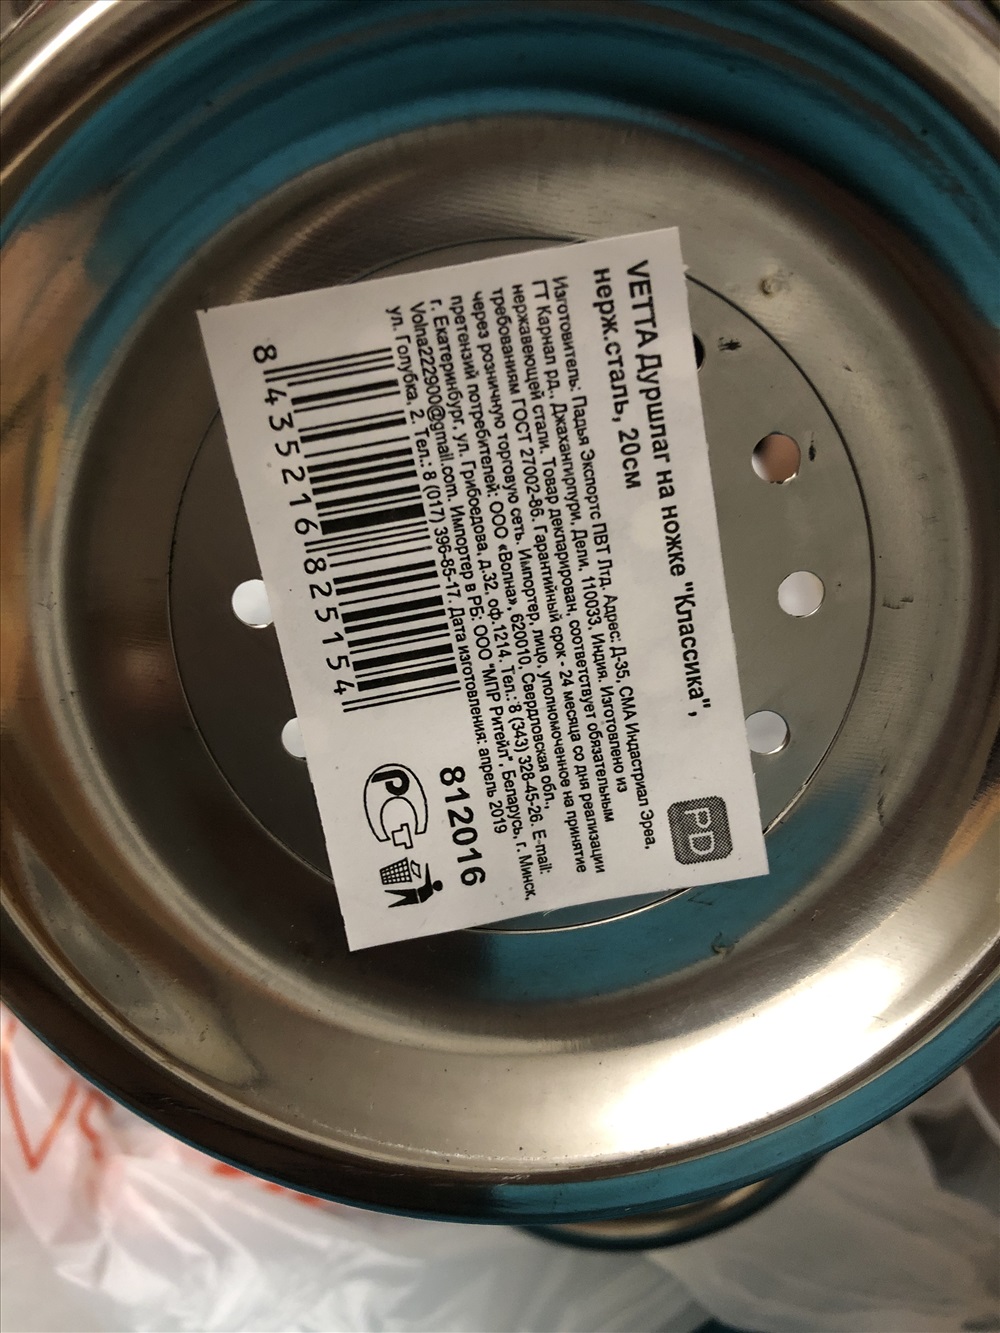 VETTA Дуршлаг на ножке "Классика",
нерж.сталь, 20см
PD
Изготовитель: Падья Экспортс ПВТ Лтд. Адрес: Д-35, СМА Индастриал Эреа,
ГТ Карнал рд., Джахангирпури, Дели, 110033, Индия. Изготовлено из
нержавеющей стали. Товар декларирован, соответствует обязательным
требованиям ГОСТ 27002-86. Гарантийный срок - 24 месяца со дня реализации
через розничную торговую сеть. Импортер, лицо, уполномоченное на принятие
претензий потребителей: ООО «Волна», 620010, Свердловская обл.,
г. Екатеринбург, ул. Грибоедова, д.32, оф.1214. Тел.: 8 (343) 328-45-26. E-mail:
Volna222900@gmail.com. Импортер в РБ: ООО "МПР Ритейл", Беларусь, г. Минск,
ул. Голубка, 2. Тел.: 8 (017) 396-85-17. Дата изготовления: апрель 2019
812016
8 435216 825154
РСТ